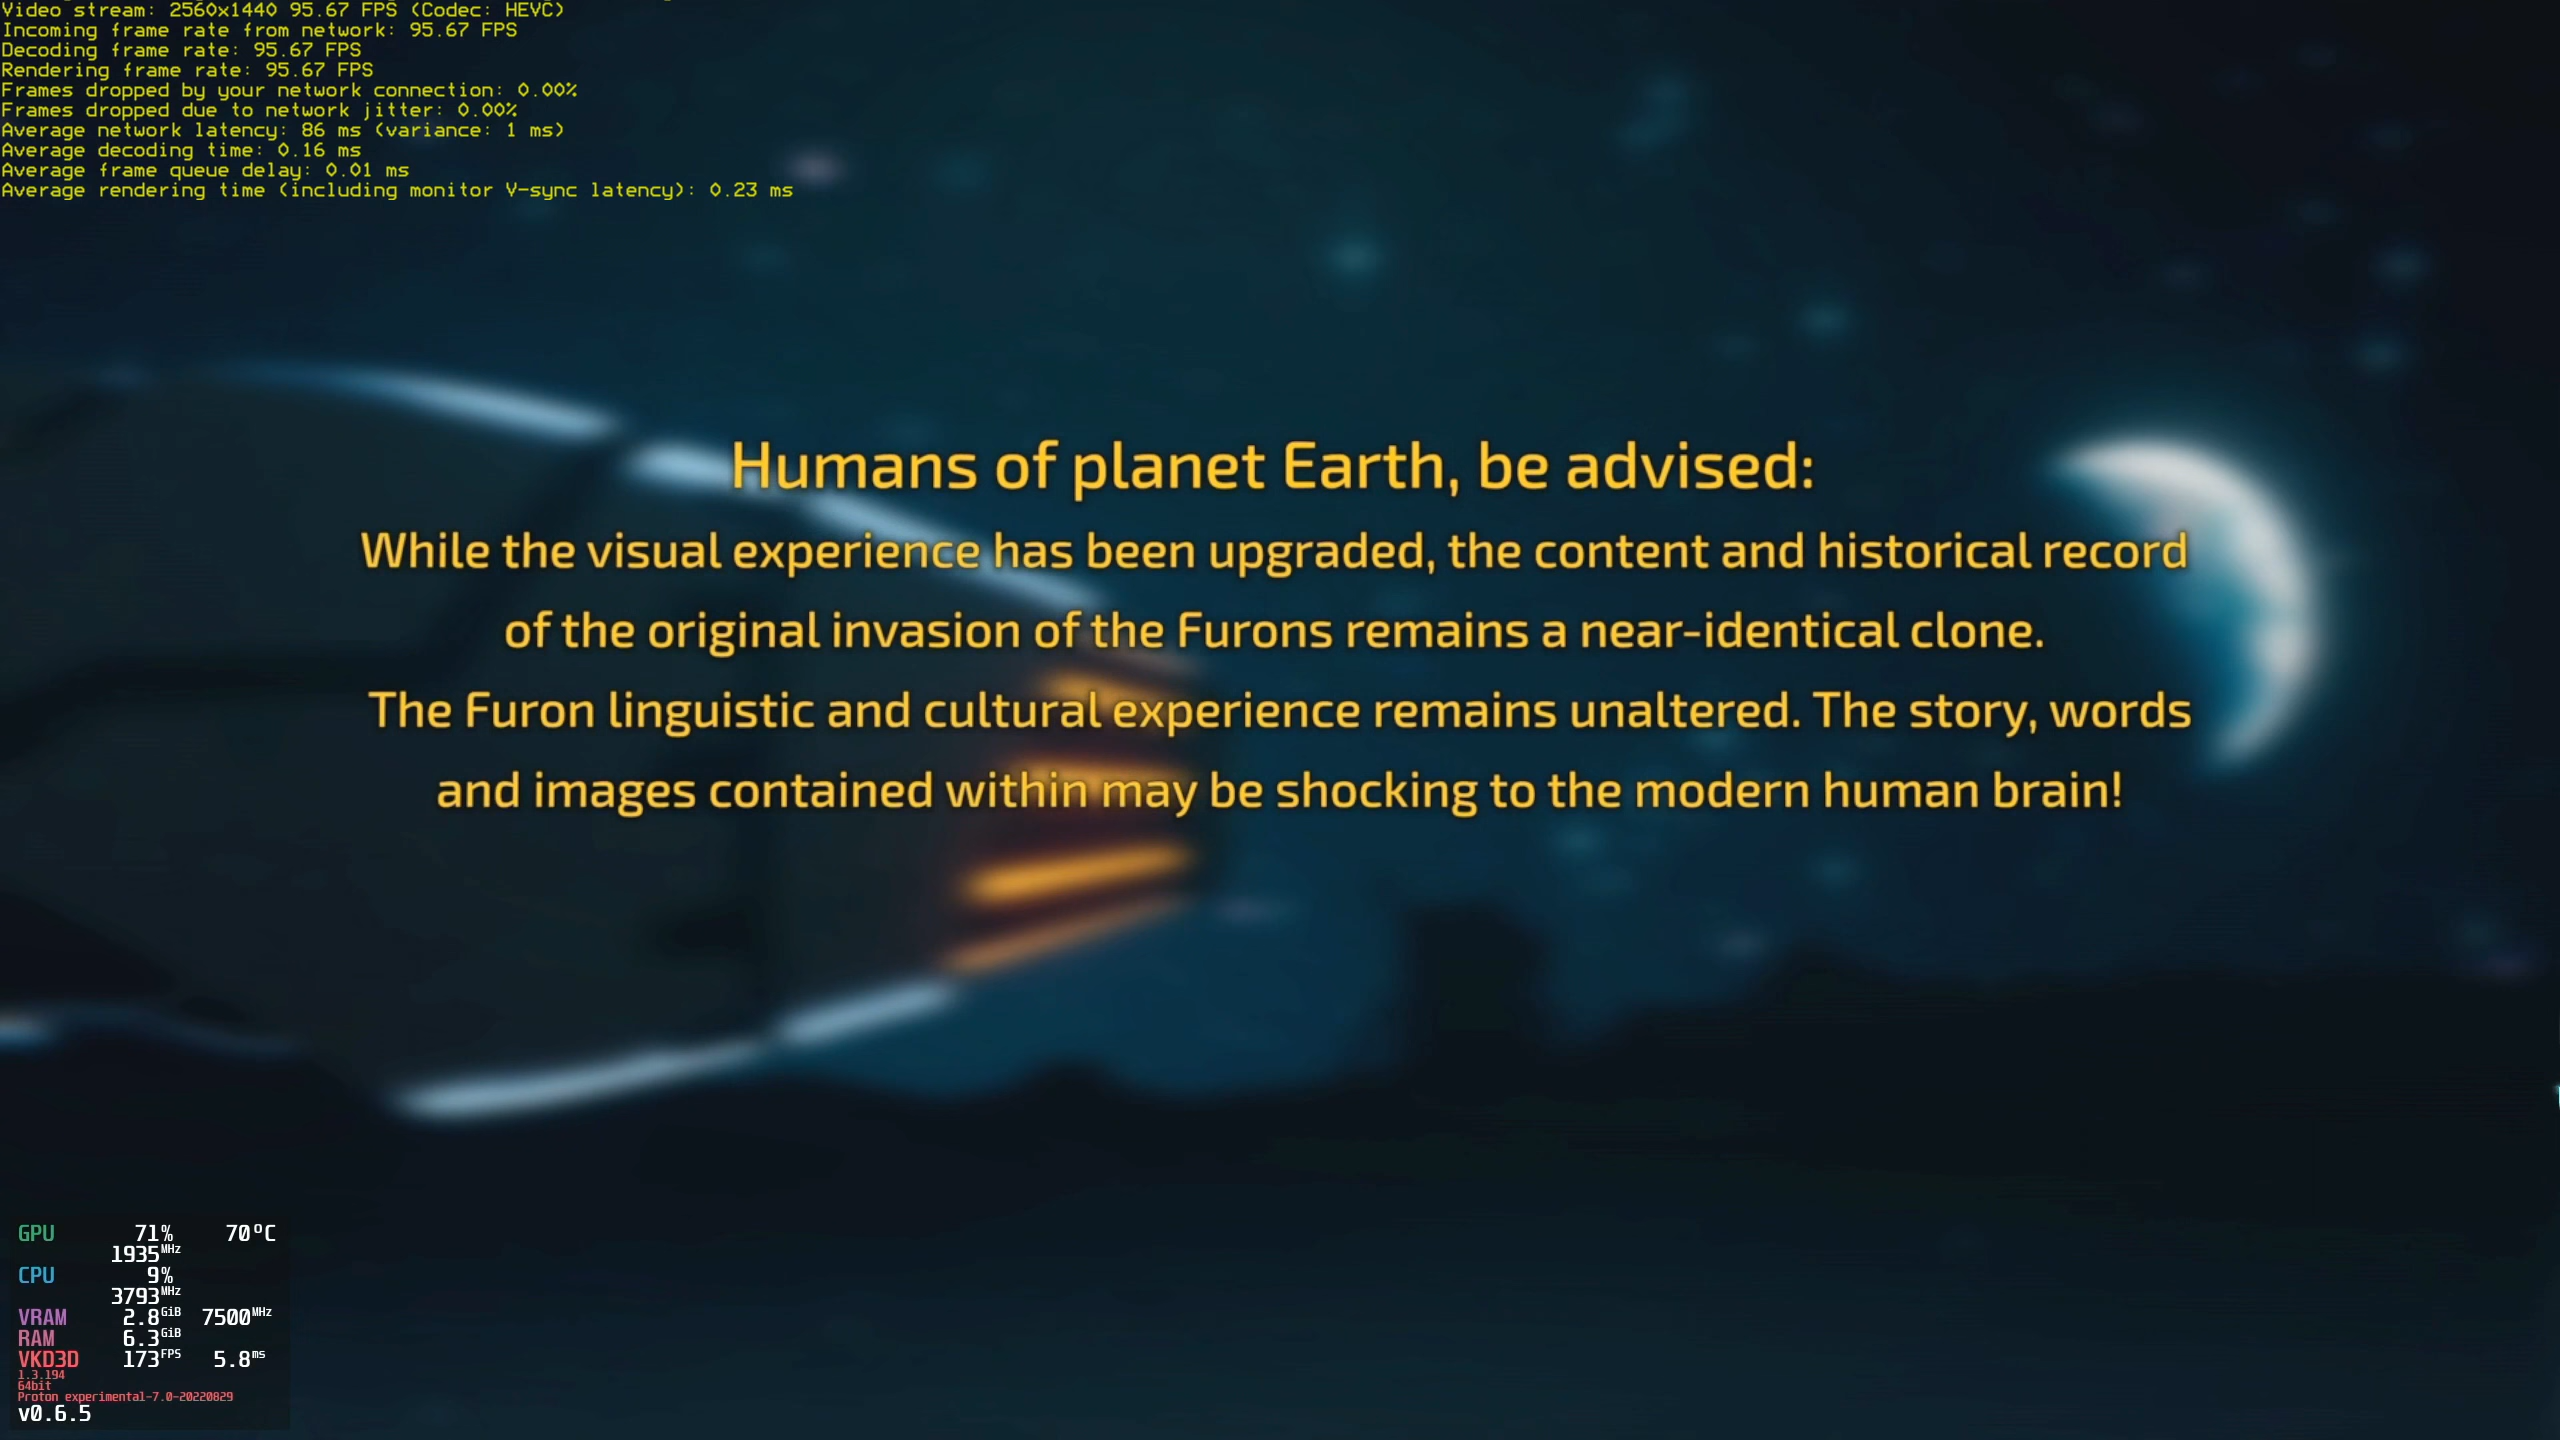 Video stream: 2560x1440 95.67 FPS (Codec: HEVC)
Incoming frame rate from network: 95.67 FPS
Decoding frame rate: 95.67 FPS
Rendering frame rate: 95.67 FPS
Frames dropped by your network connection: 0.00%
Frames dropped due to network jitter: 0.00%
Average network latency: 86 ms (variance: 1 ms)
Average decoding time: 0.16 ms
Average frame queue delay: 0.01 ms
Average rendering time (including monitor V-sync latency): 0.23 ms
Humans of planet Earth, be advised:
While the visual experience has been upgraded, the content and historical record
of the original invasion of the Furons remains a near-identical clone.
The Furon linguistic and cultural experience remains unaltered. The story, words
and images contained within may be shocking to the modern human brain!
GPU 71% 70°C
1935MHz
CPU 9%
3793MHz
VRAM 2.8GiB 7500MHz
RAM 6.3GiB
VKD3D 173FPS 5.8ms
1.3.194
64bit
Proton experimental-7.0-20220829
v0.6.5